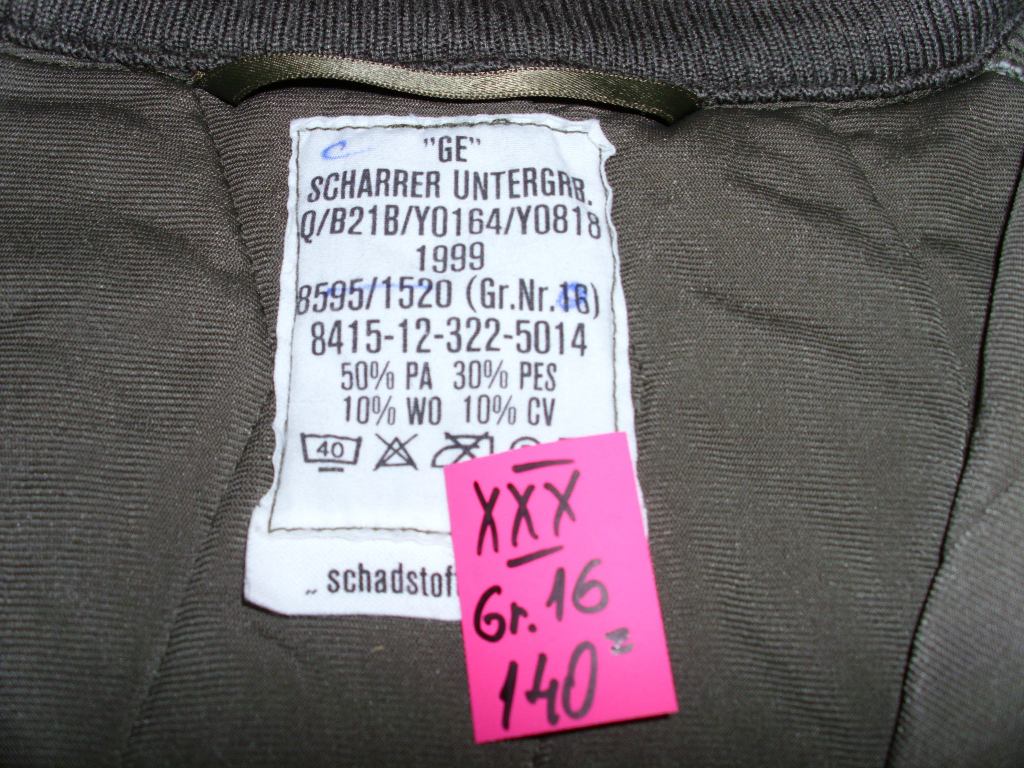 C
"GE"
SCHARRER UNTERGRB.
Q/B21B/Y0164/Y0818
1999
8595/1520 (Gr.Nr.16)
8415-12-322-5014
50% PA 30% PES
10% WO 10% CV
40
„ schadstof
XXX
Gr. 16
140